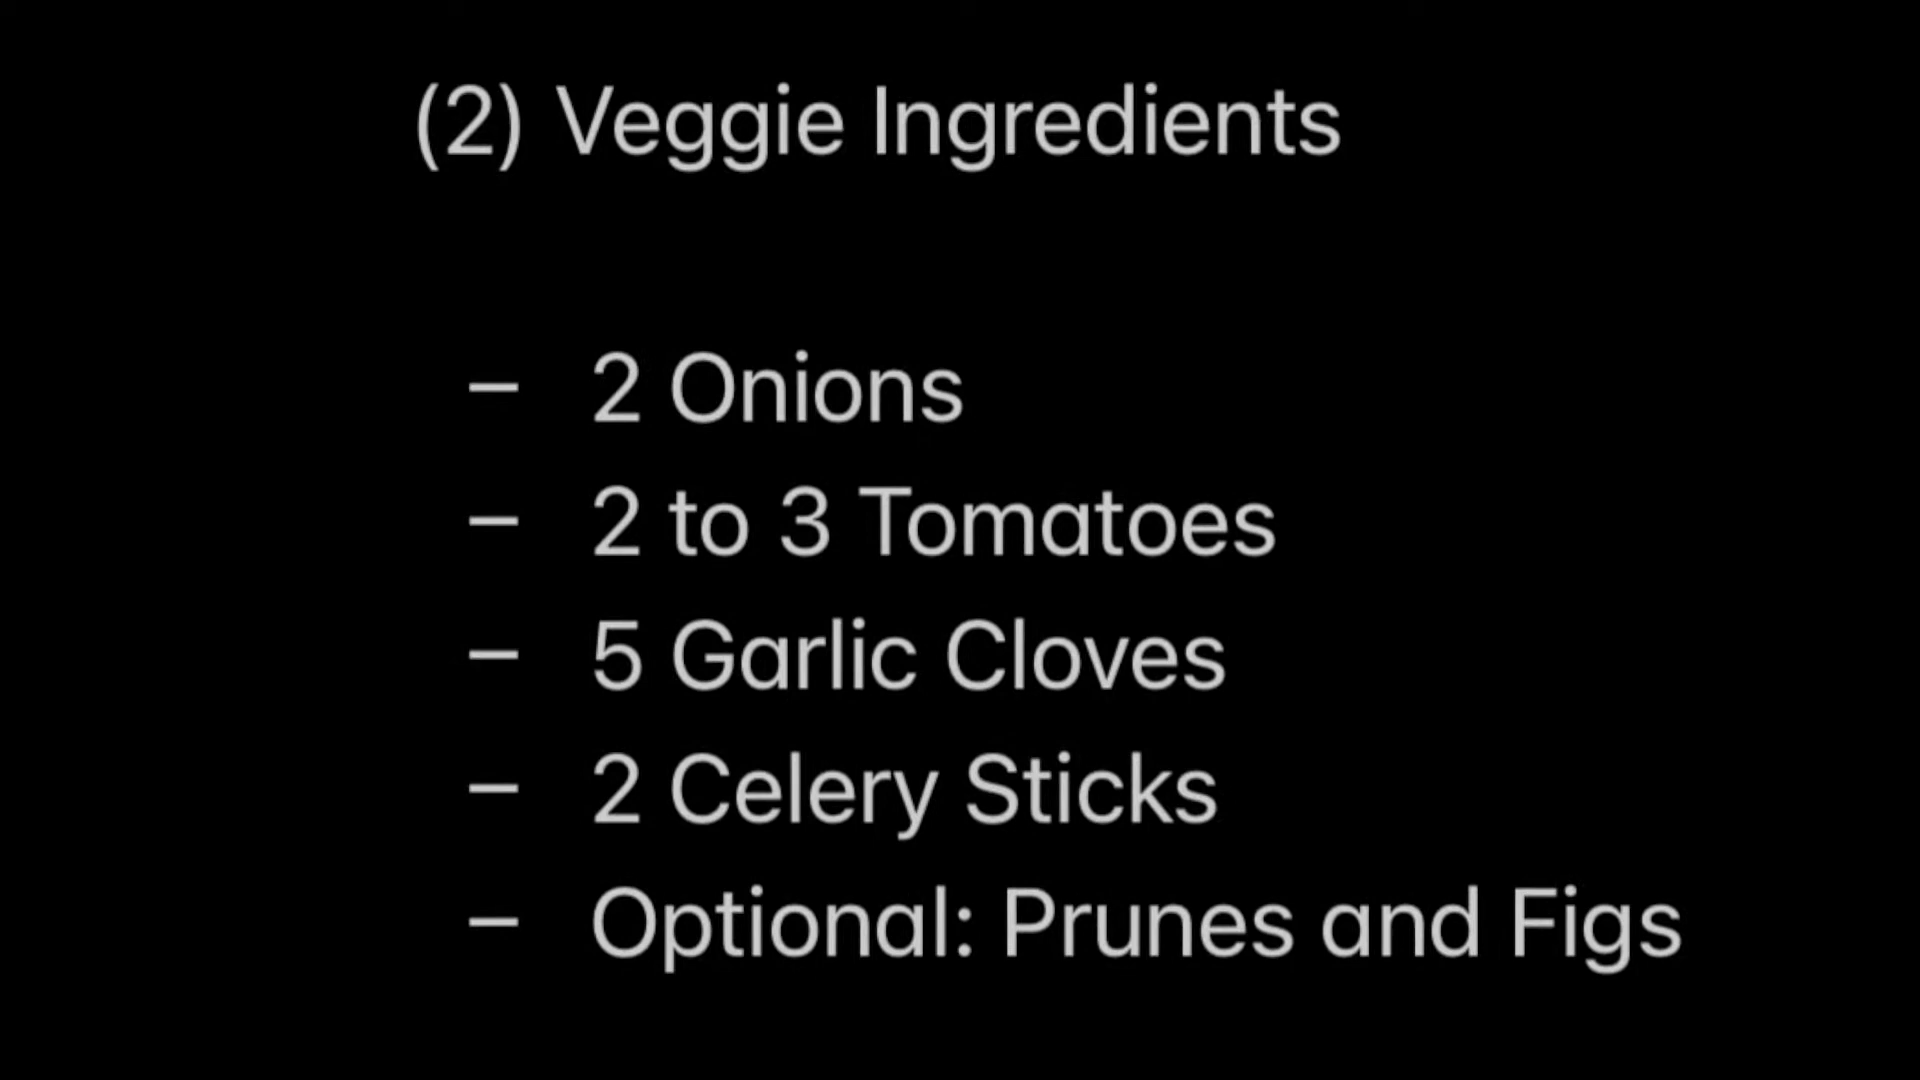 (2) Veggie Ingredients
– 2 Onions
– 2 to 3 Tomatoes
– 5 Garlic Cloves
– 2 Celery Sticks
– Optional: Prunes and Figs